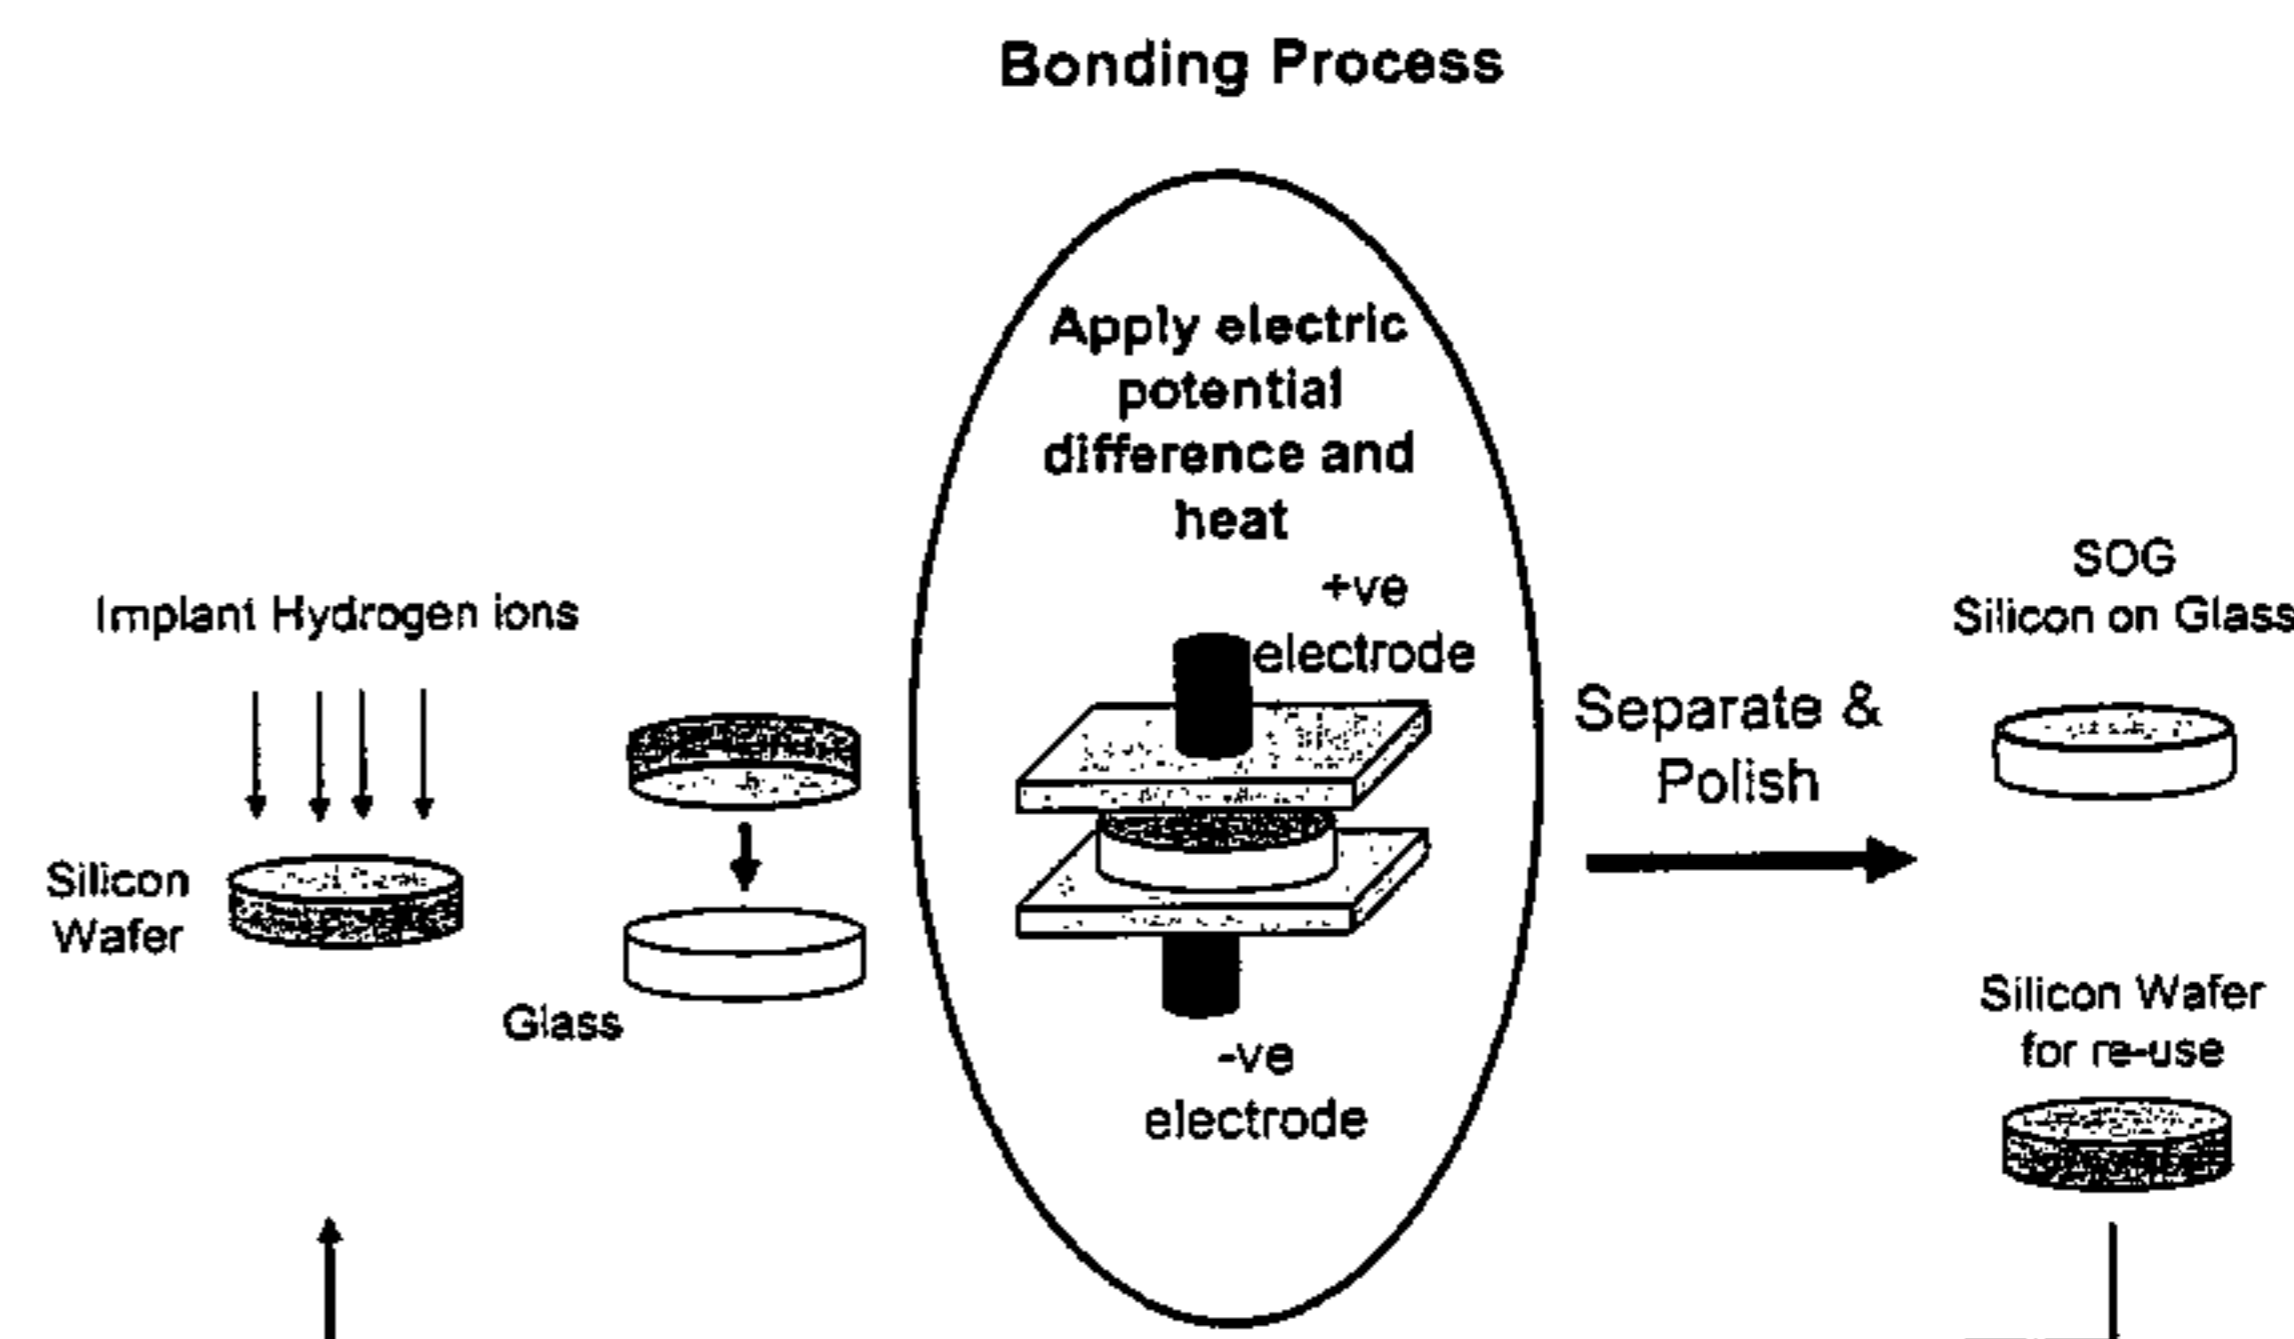 Bonding Process
Apply electric
potential
difference and
heat
+ve
electrode
-ve
electrode
Implant Hydrogen ions
Silicon
Wafer
Glass
Separate &
Polish
SOG
Silicon on Glass
Silicon Wafer
for re-use